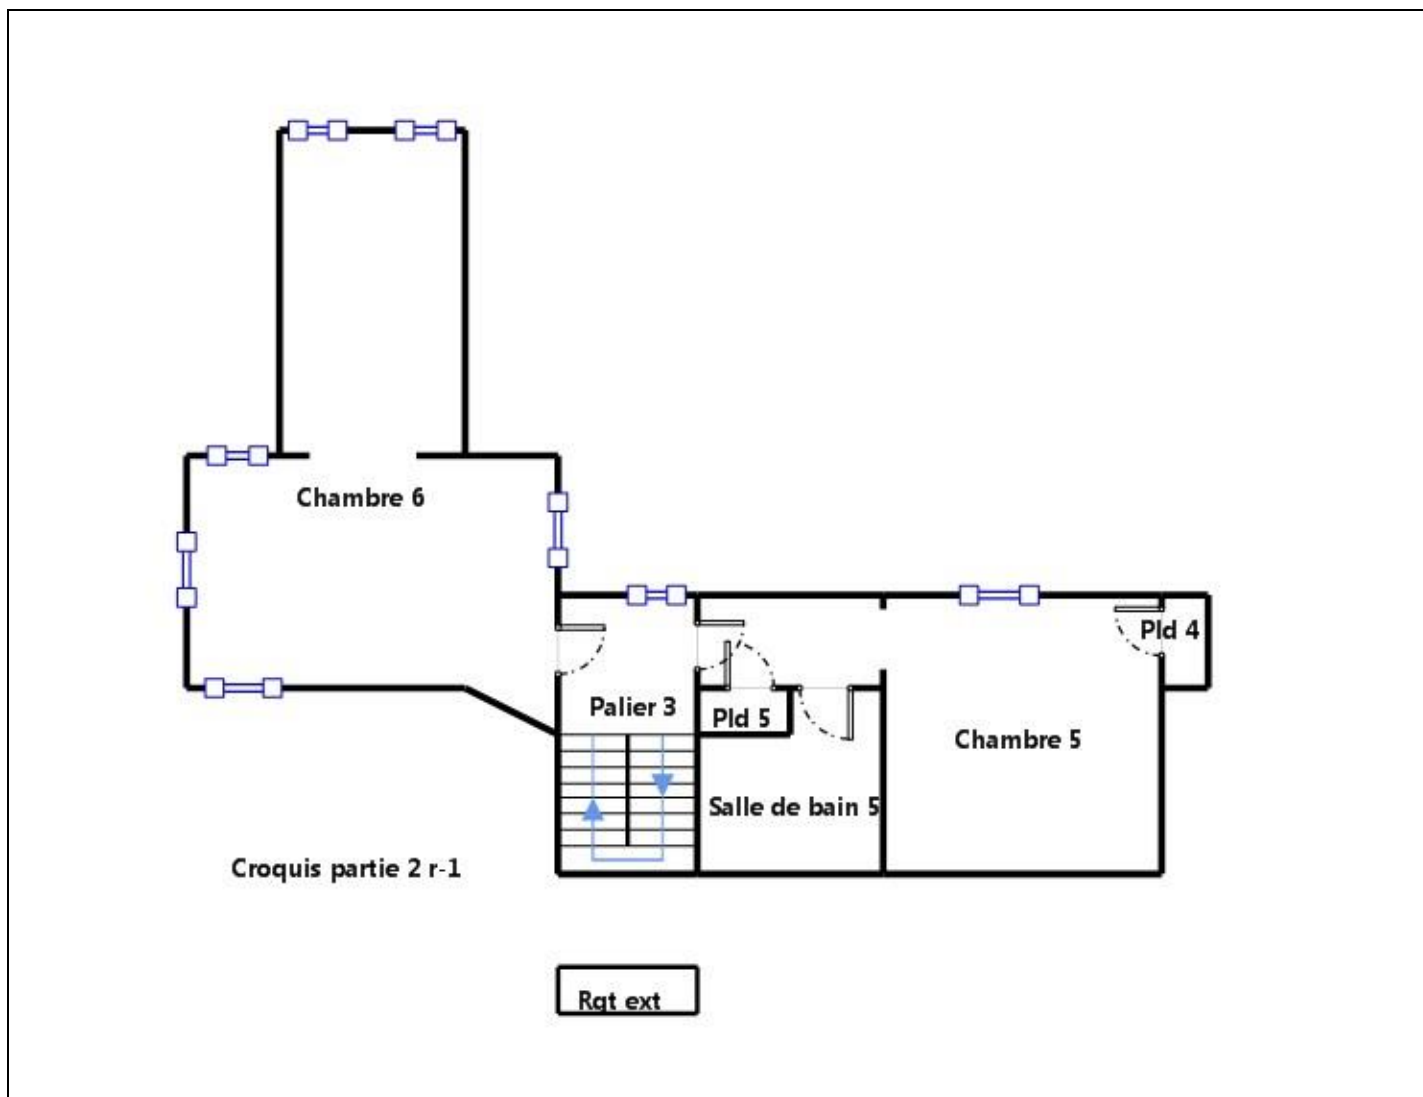 Chambre 6
Pld 4
Palier 3
Pld 5
Chambre 5
Salle de bain 5
Croquis partie 2 r-1
Rgt ext